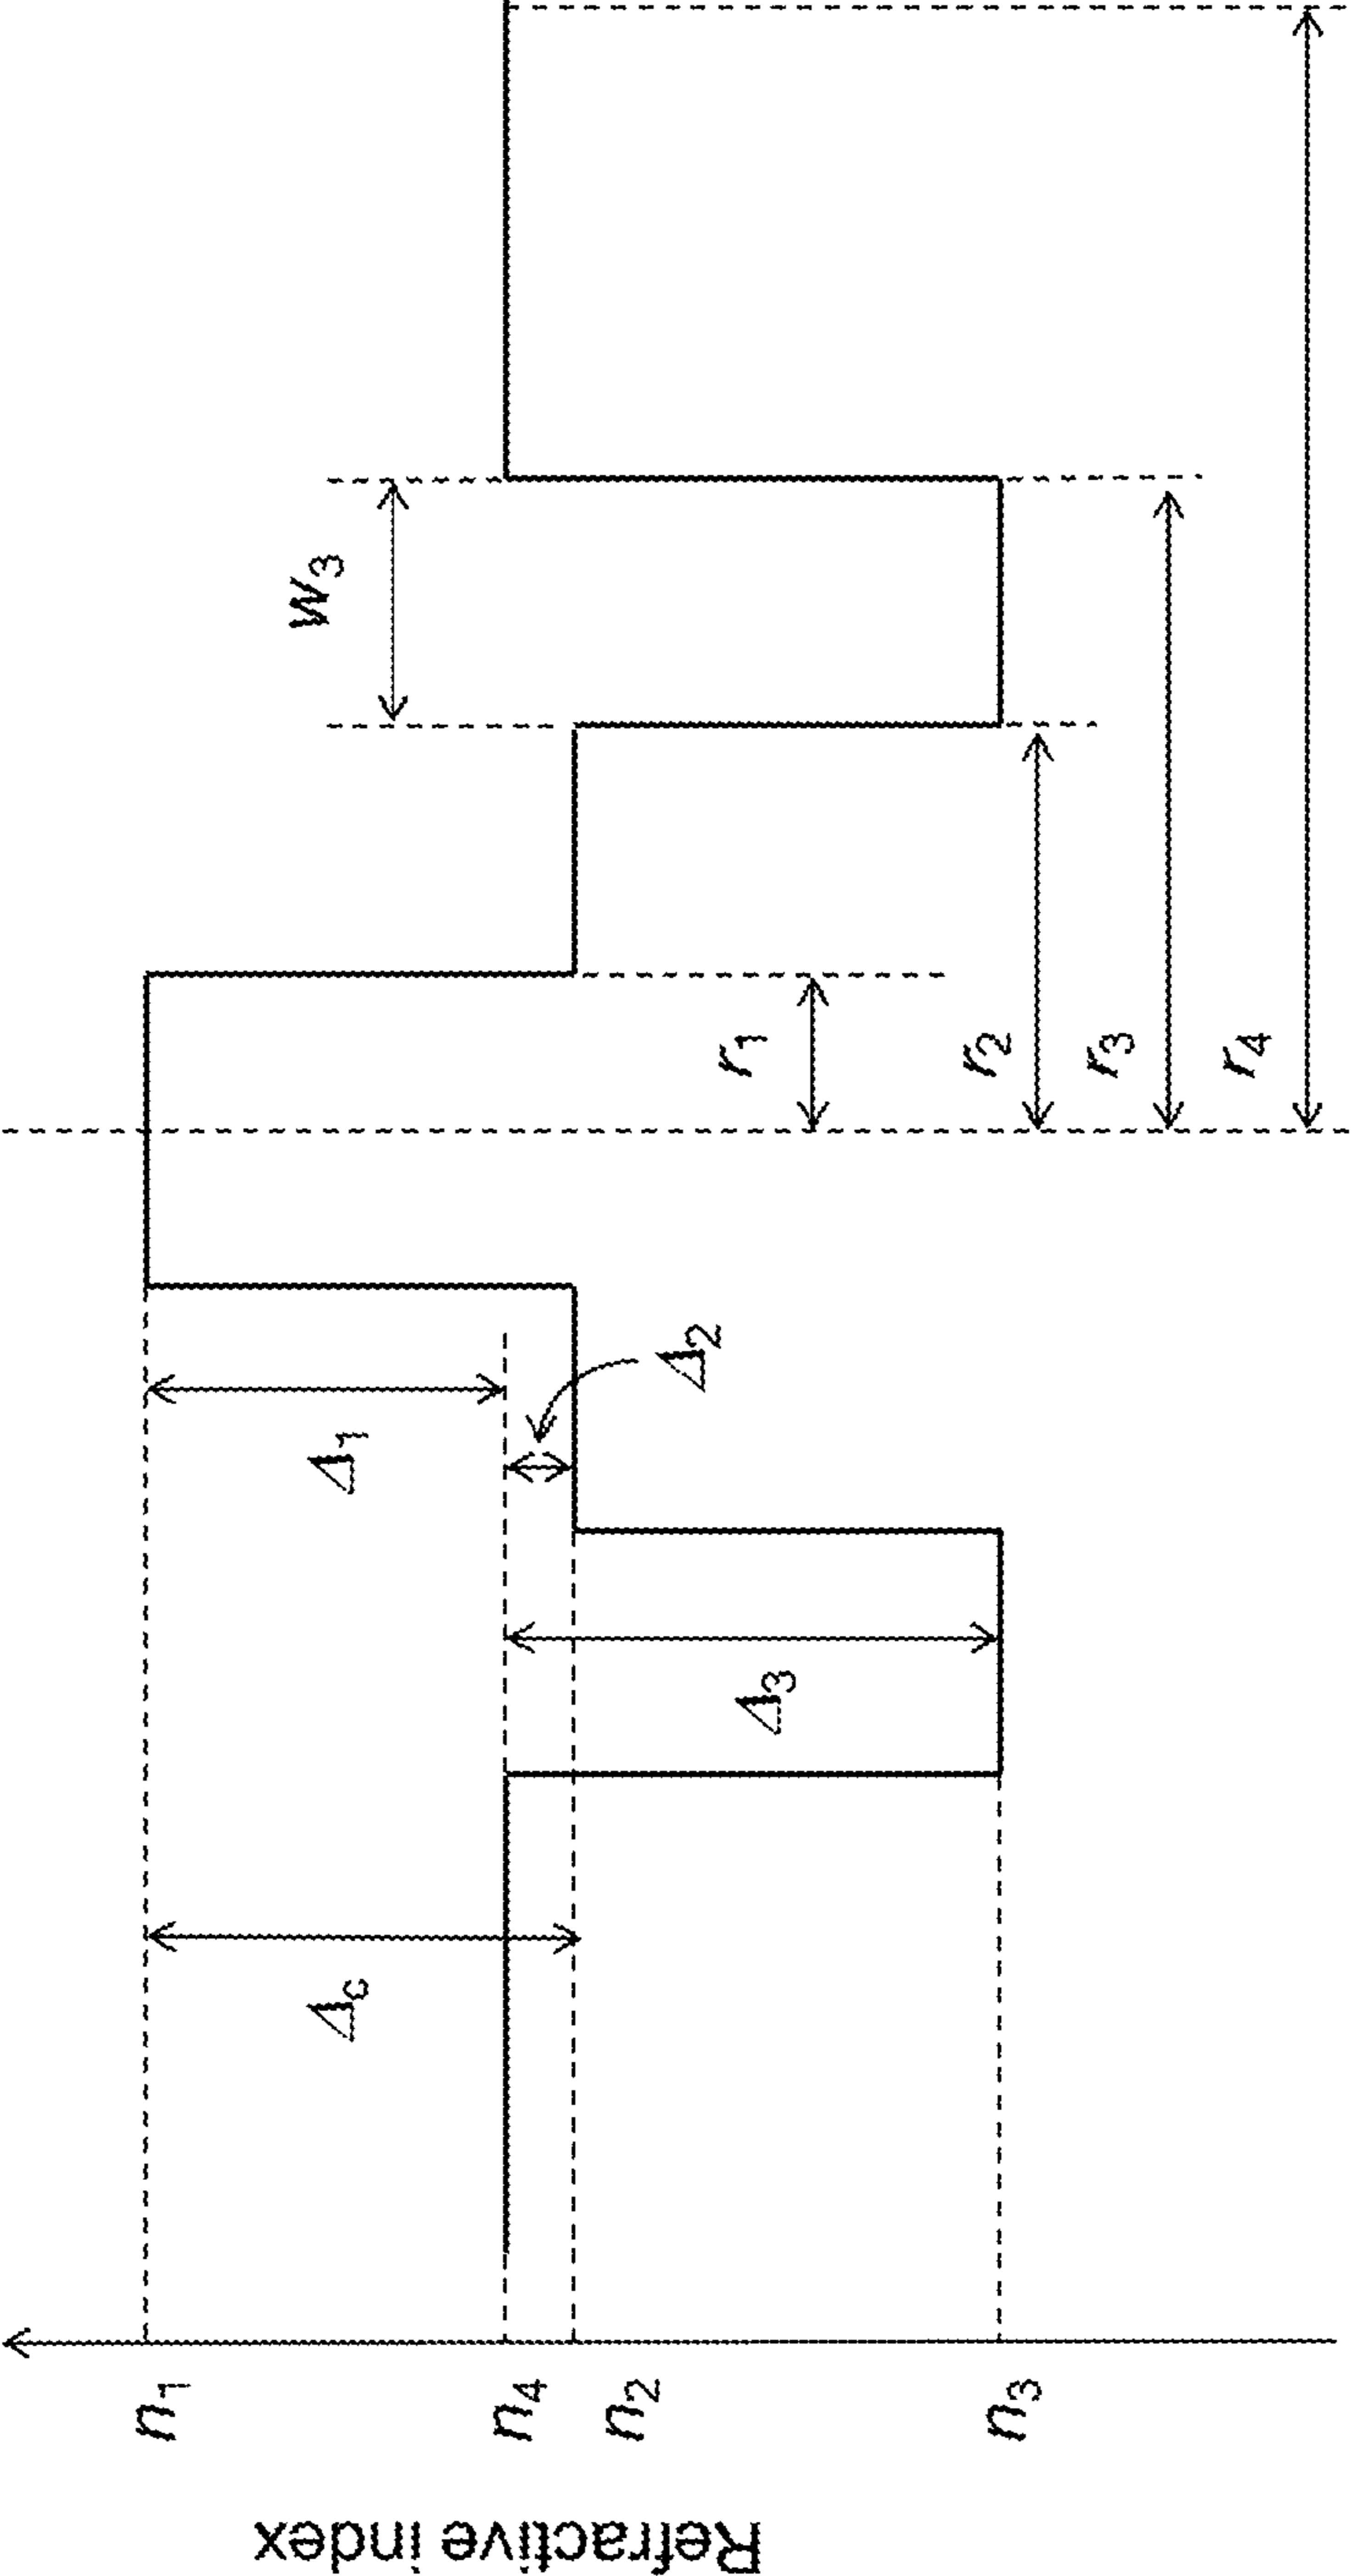 Refractive index
n1
n4
n2
n3
Δc
Δ1
Δ2
Δ3
W3
r1
r2
r3
r4